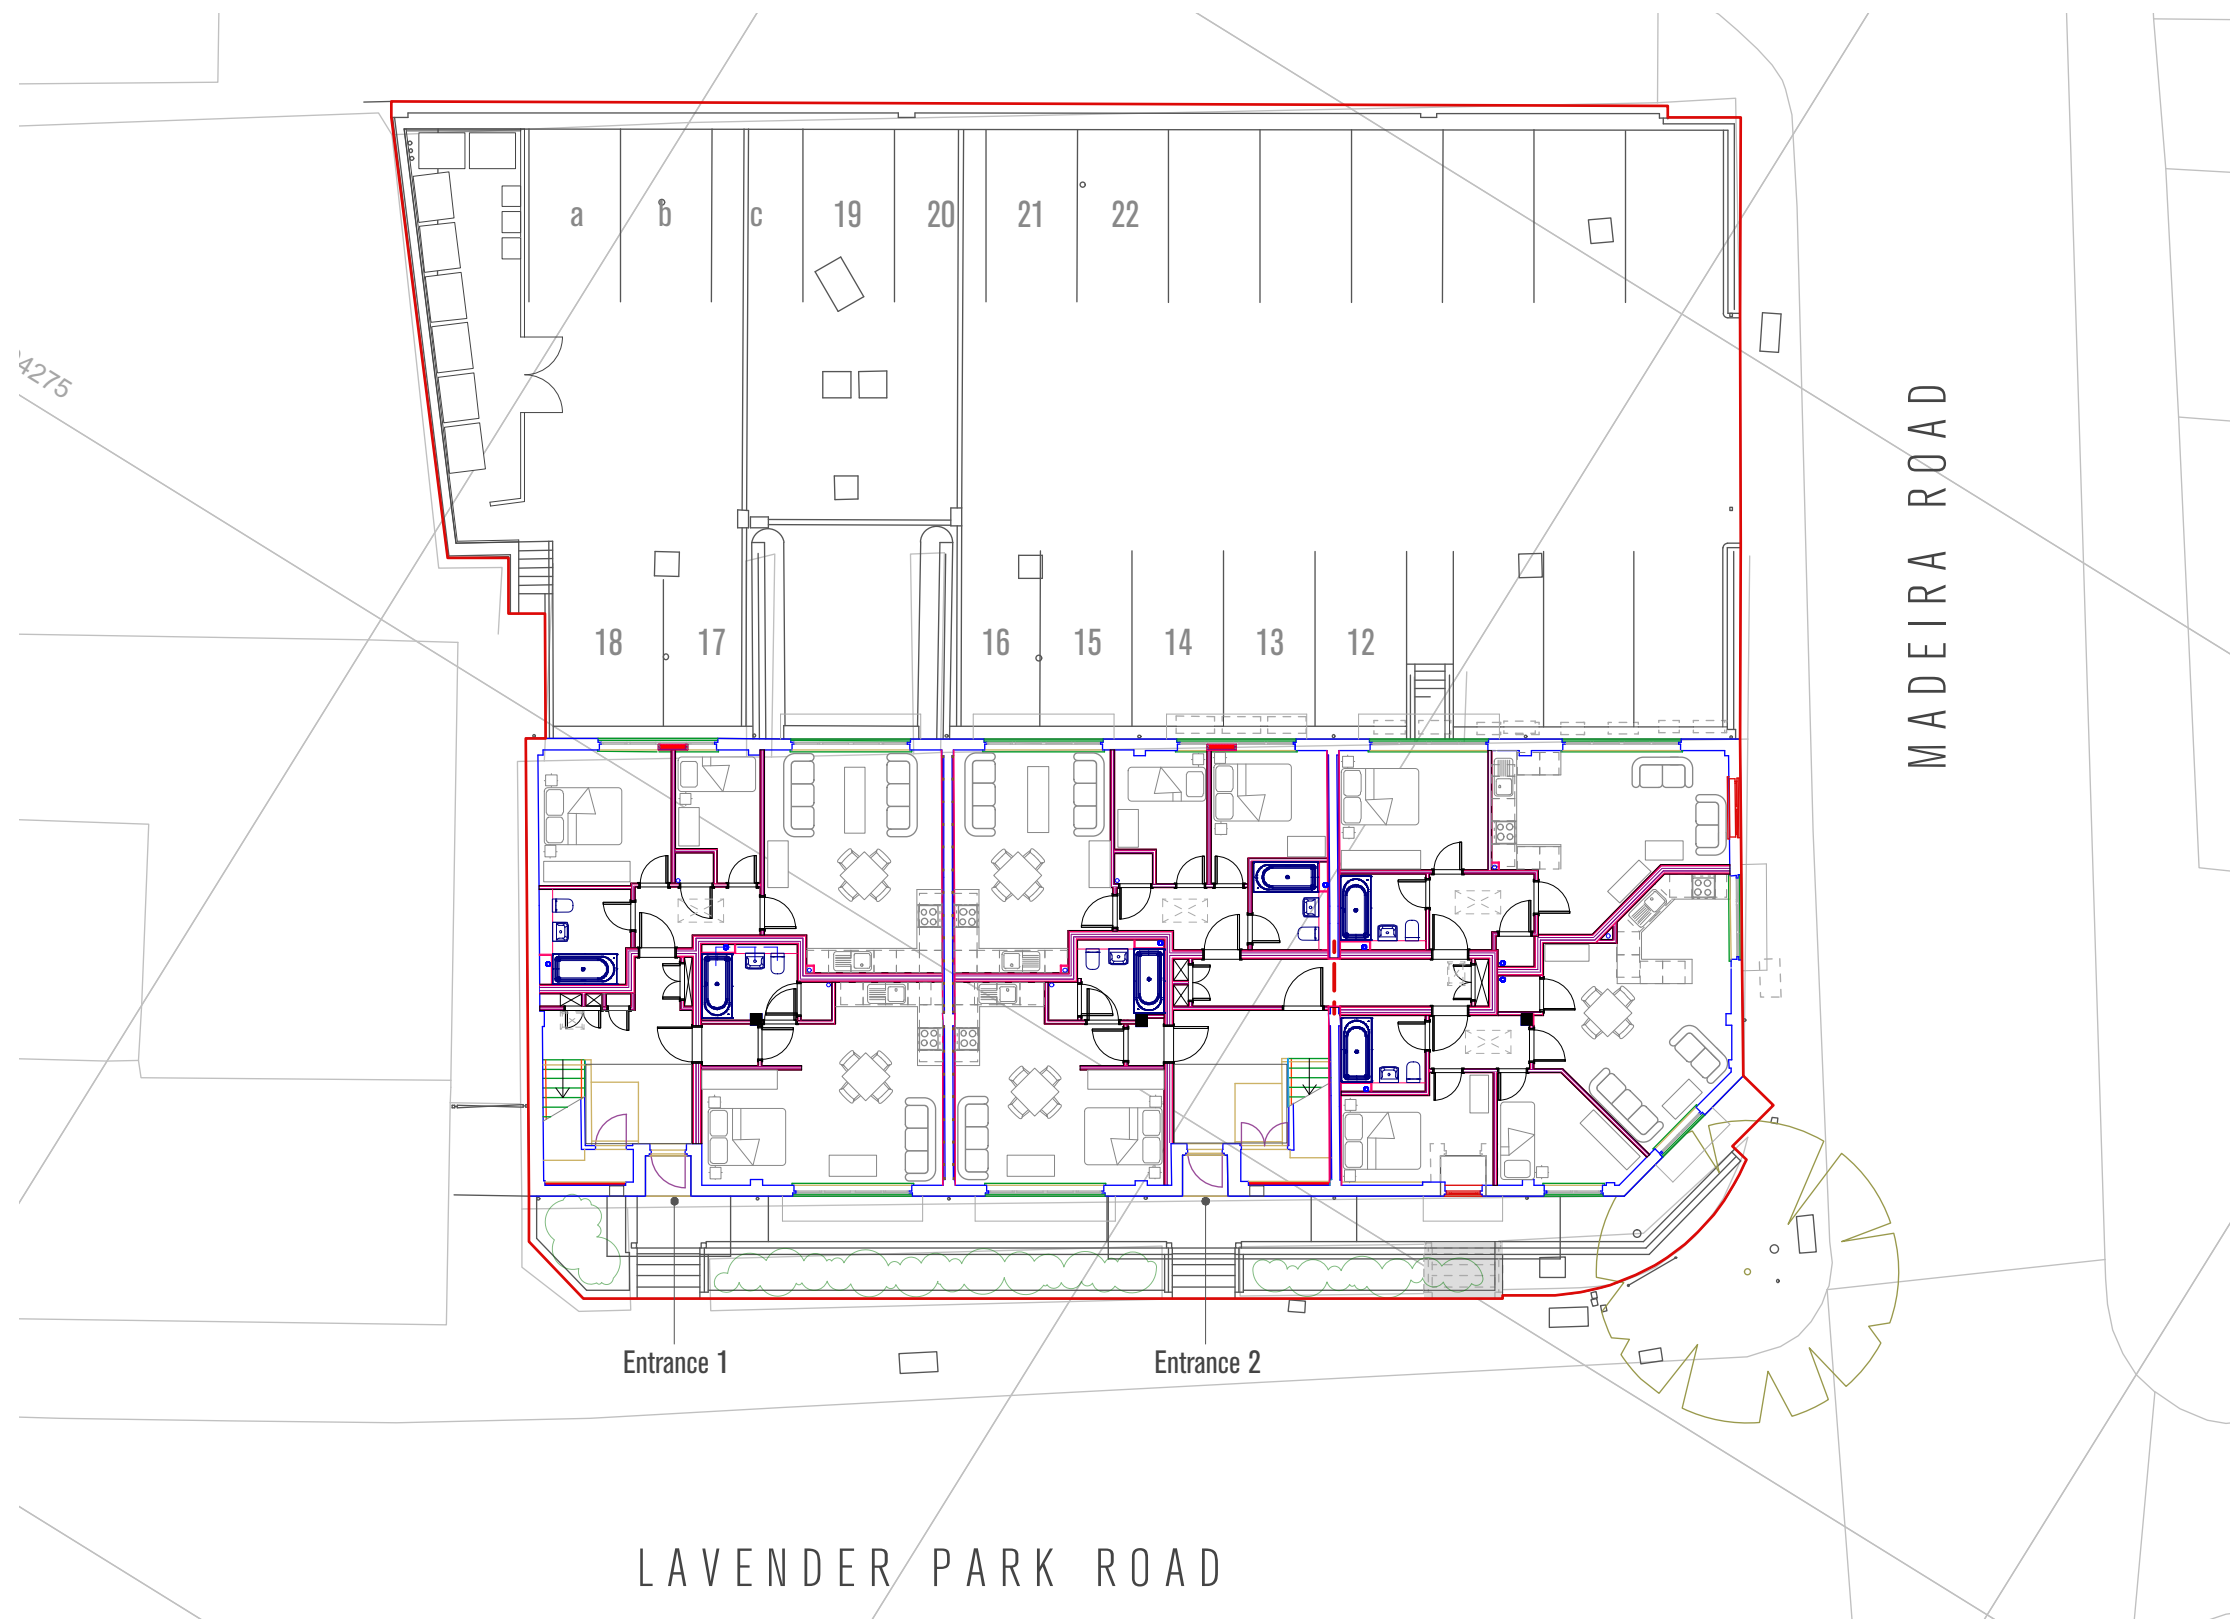 a b c 19 20 21 22
4275
MADEIRA ROAD
18 17 16 15 14 13 12
Entrance 1 Entrance 2
LAVENDER PARK ROAD